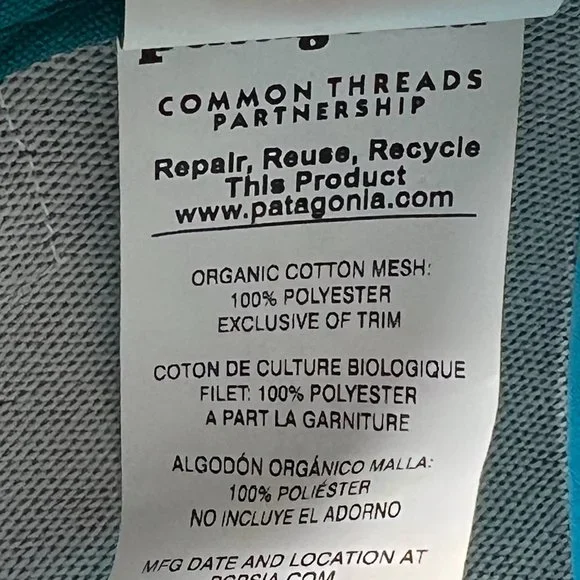 COMMON THREADS
PARTNERSHIP
Repair, Reuse, Recycle
This Product
www.patagonia.com
ORGANIC COTTON MESH:
100% POLYESTER
EXCLUSIVE OF TRIM
COTON DE CULTURE BIOLOGIQUE
FILET: 100% POLYESTER
A PART LA GARNITURE
ALGODÓN ORGÁNICO MALLA:
100% POLIÉSTER
NO INCLUYE EL ADORNO
MFG DATE AND LOCATION AT